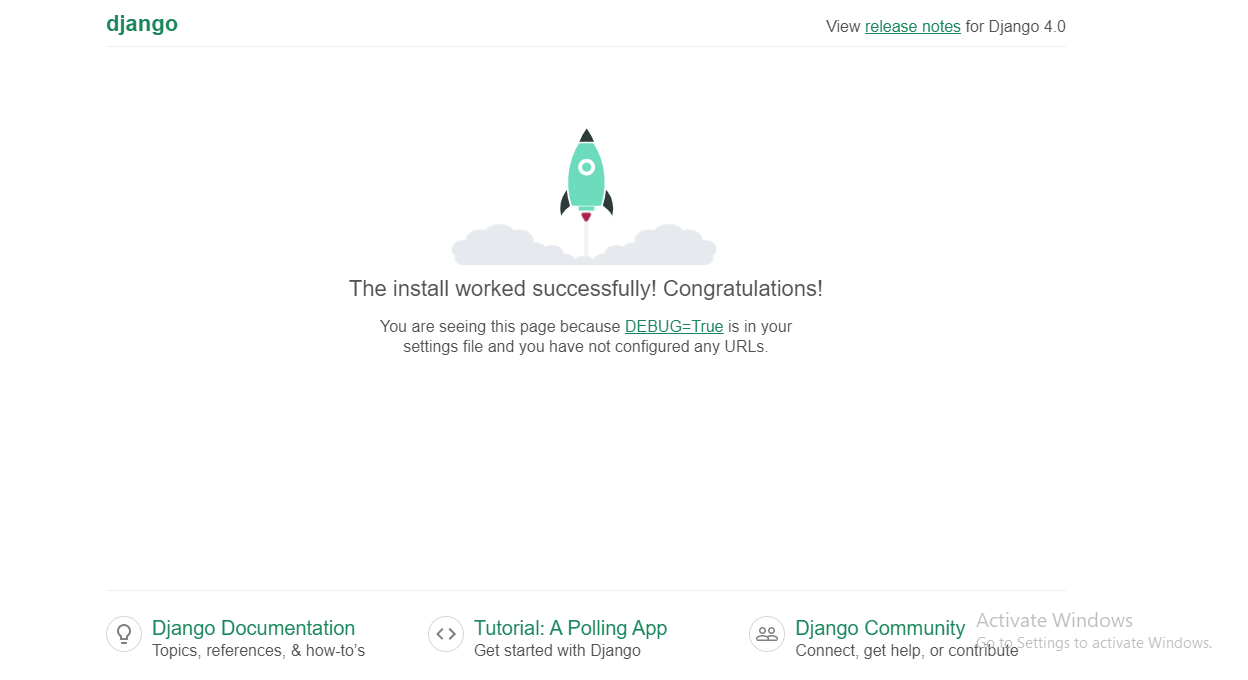 django
View release notes for Django 4.0
The install worked successfully! Congratulations!
You are seeing this page because DEBUG=True is in your
settings file and you have not configured any URLs.
Django Documentation
Topics, references, & how-to’s
Tutorial: A Polling App
Get started with Django
Django Community
Connect, get help, or contribute
Activate Windows
Go to Settings to activate Windows.